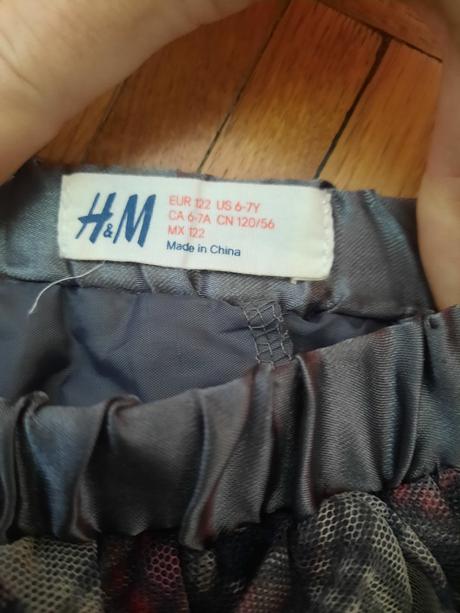 H&M
EUR 122 US 6-7Y
CA 6-7A CN 120/56
MX 122
Made in China